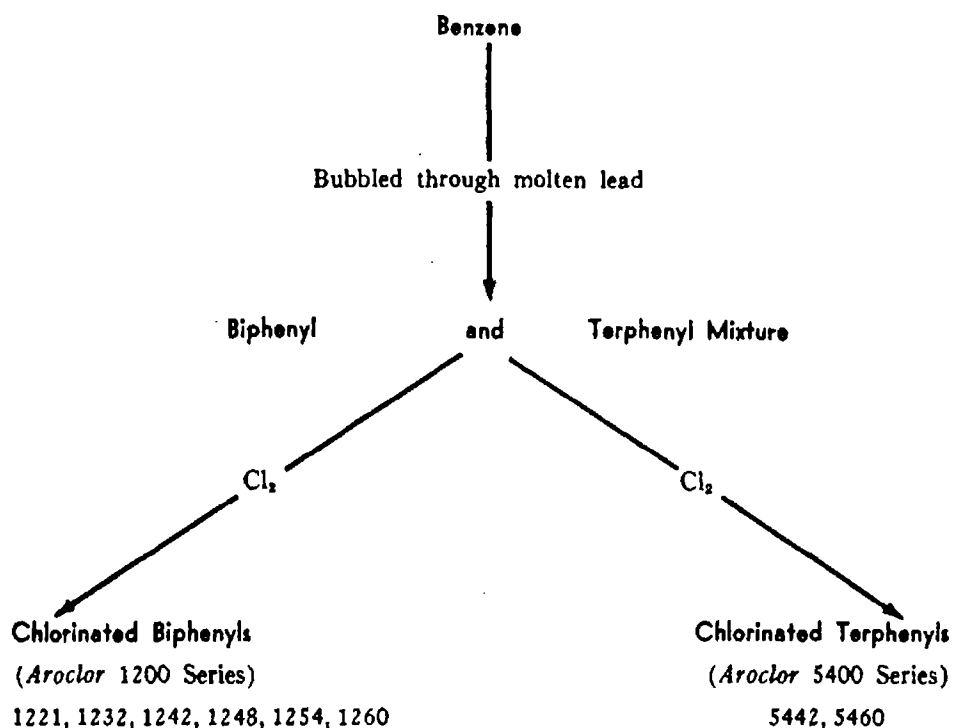 Benzene
Bubbled through molten lead
Biphenyl and Terphenyl Mixture
Cl₂ Cl₂
Chlorinated Biphenyls Chlorinated Terphenyls
(Aroclor 1200 Series) (Aroclor 5400 Series)
1221, 1232, 1242, 1248, 1254, 1260 5442, 5460